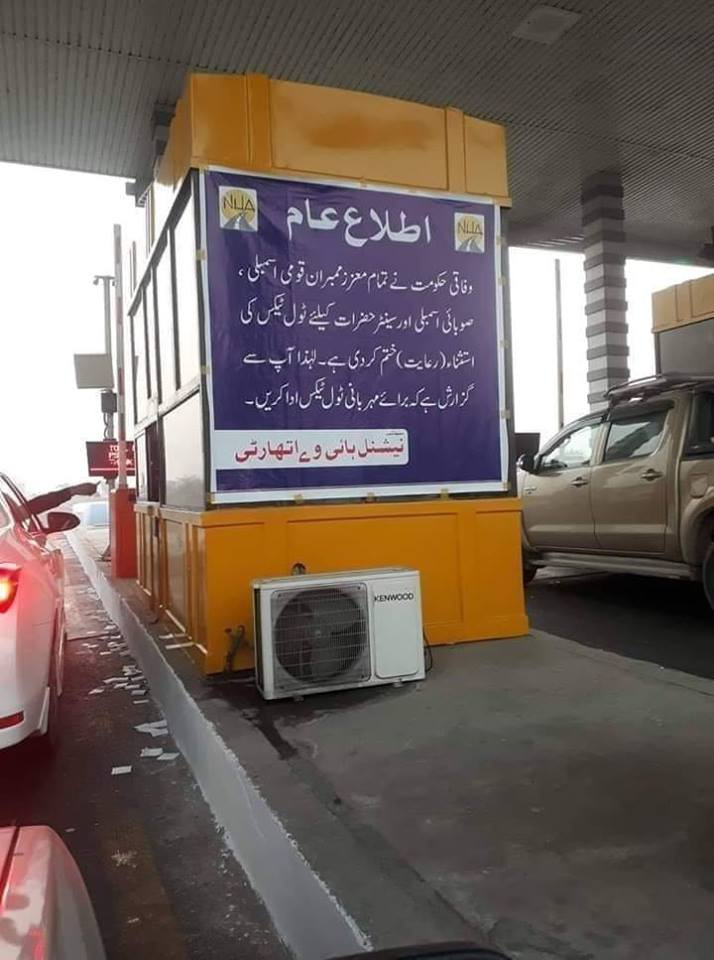 NHA
اطلاع عام
NHA
وفاقی حکومت نے تمام معزز ممبران قومی اسمبلی ،
صوبائی اسمبلی اور سینٹر حضرات کیلئے ٹول ٹیکس کی
استثناء (رعایت) ختم کر دی ہے۔ لہٰذا آپ سے
گزارش ہے کہ برائے مہربانی ٹول ٹیکس ادا کریں۔
نیشنل ہائی وے اتھارٹی
KENWOOD